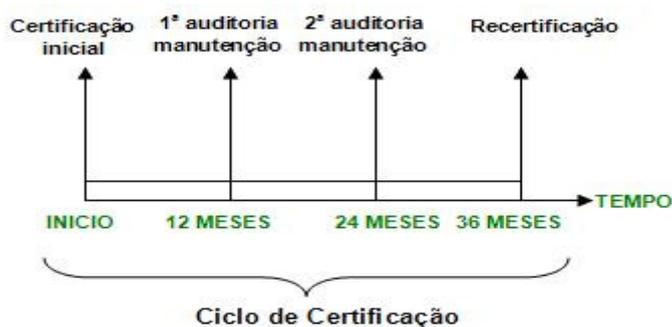 Certificação
inicial
1ª auditoria
manutenção
2ª auditoria
manutenção
Recertificação
TEMPO
INICIO
12 MESES
24 MESES
36 MESES
Ciclo de Certificação